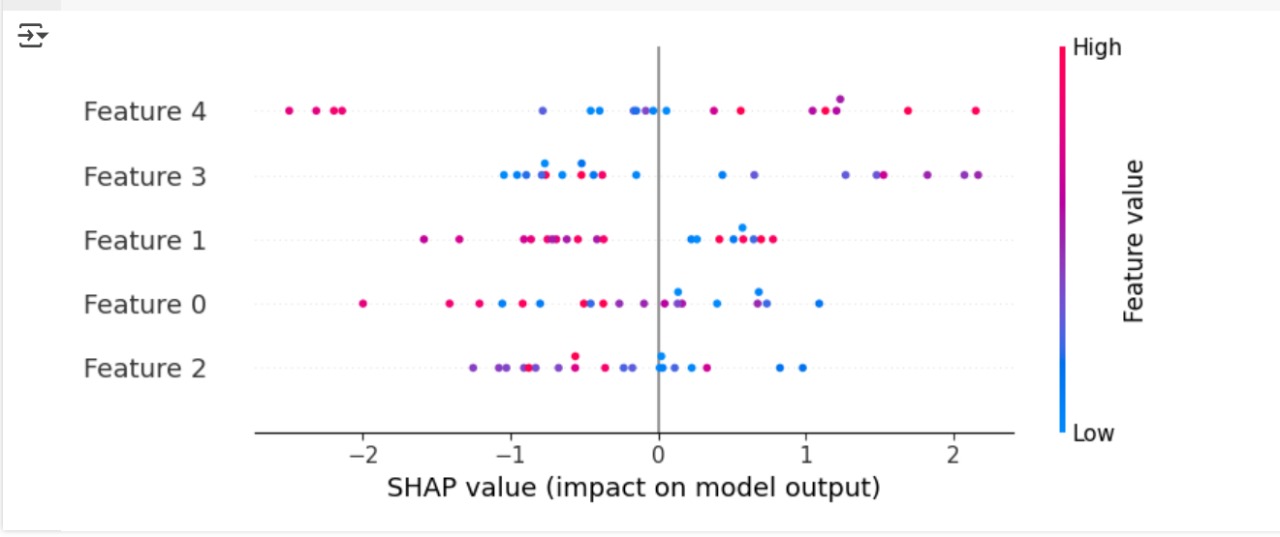 High
Feature 4
Feature 3
Feature 1
Feature 0
Feature 2
Feature value
Low
−2 −1 0 1 2
SHAP value (impact on model output)